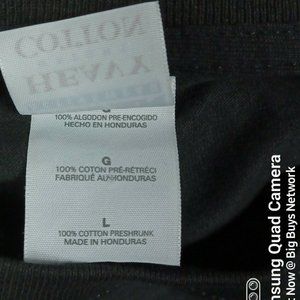 HEAVY
COTTON
G
100% ALGODON PRE-ENCOGIDO
HECHO EN HONDURAS
G
100% COTON PRÉ-RÉTRÉCI
FABRIQUÉ AU HONDURAS
L
100% COTTON PRESHRUNK
MADE IN HONDURAS
nsung Quad Camera
Now @ Big Buys Network